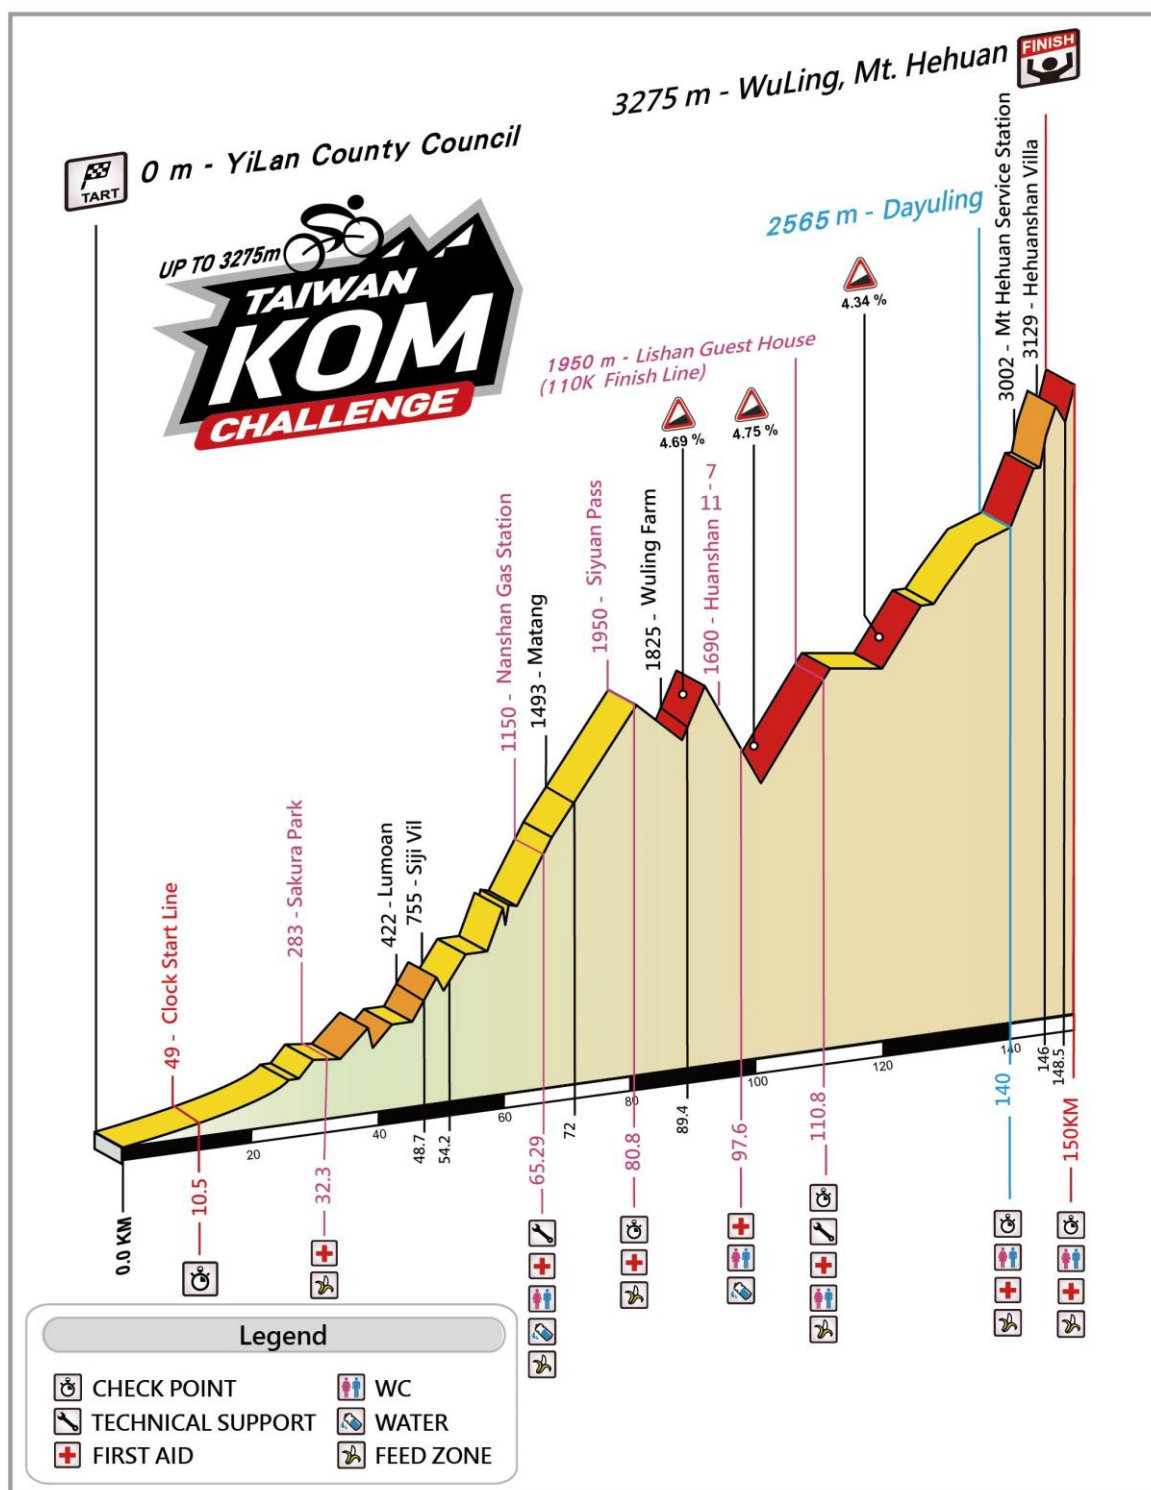 FINISH
3275 m - WuLing, Mt. Hehuan
TART
0 m - YiLan County Council
UP TO 3275m
TAIWAN
KOM
CHALLENGE
2565 m - Dayuling
3002 - Mt Hehuan Service Station
3129 - Hehuanshan Villa
4.34 %
1950 m - Lishan Guest House
(110K Finish Line)
4.69 %
4.75 %
1150 - Nanshan Gas Station
1493 - Matang
1950 - Siyuan Pass
1825 - Wuling Farm
1690 - Huanshan 7
- 11
283 - Sakura Park
422 - Lumoan
755 - Siji Vil
49 - Clock Start Line
20
40
60
80
100
120
140
0.0 KM
10.5
32.3
48.7
54.2
65.29
72
80.8
89.4
97.6
110.8
140
146
148.5
150KM
Legend
CHECK POINT
WC
TECHNICAL SUPPORT
WATER
FIRST AID
FEED ZONE